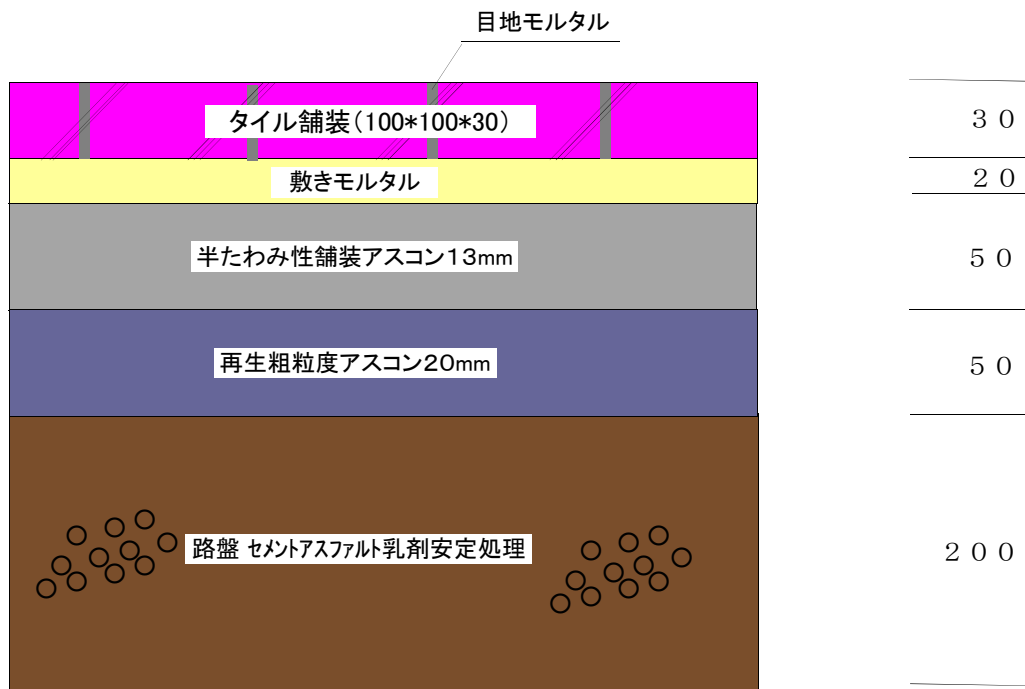 目地モルタル
タイル舗装（100*100*30）
３０
敷きモルタル
２０
半たわみ性舗装アスコン１３mm
５０
再生粗粒度アスコン２０mm
５０
路盤 セメントアスファルト乳剤安定処理
２００